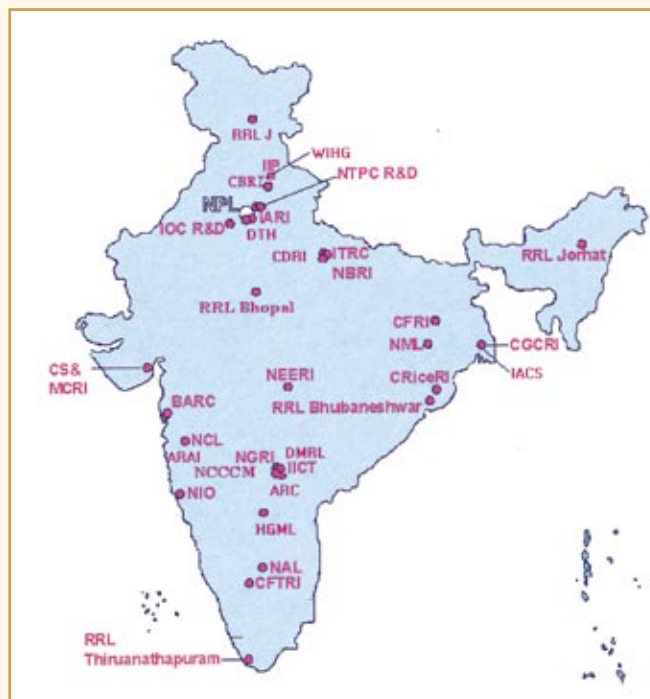 RRL J
WIHG
IIP
CBRI
NTPC R&D
NPL
IARI
IOC R&D
DTH
CDRI
ITRC
NBRI
RRL Jorhat
RRL Bhopal
CFRI
NML
CGCRI
IACS
CS&
MCRI
NEERI
CRiceRI
RRL Bhubaneshwar
BARC
NCL
ARAI
NGRI
DMRL
IICT
NCCCM
ARC
NIO
HGML
NAL
CFTRI
RRL
Thiruanathapuram